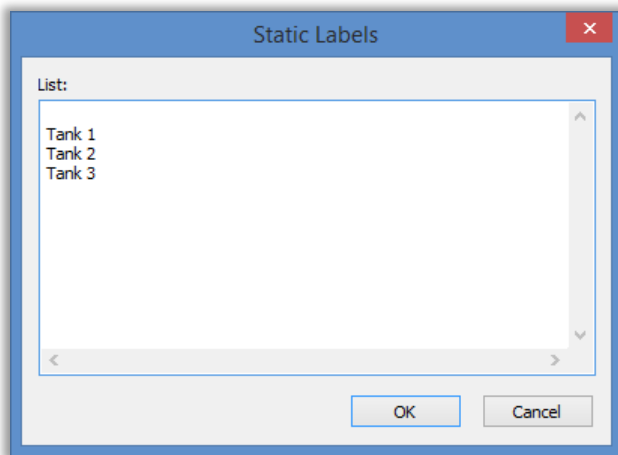 Static Labels
List:
Tank 1
Tank 2
Tank 3
OK
Cancel